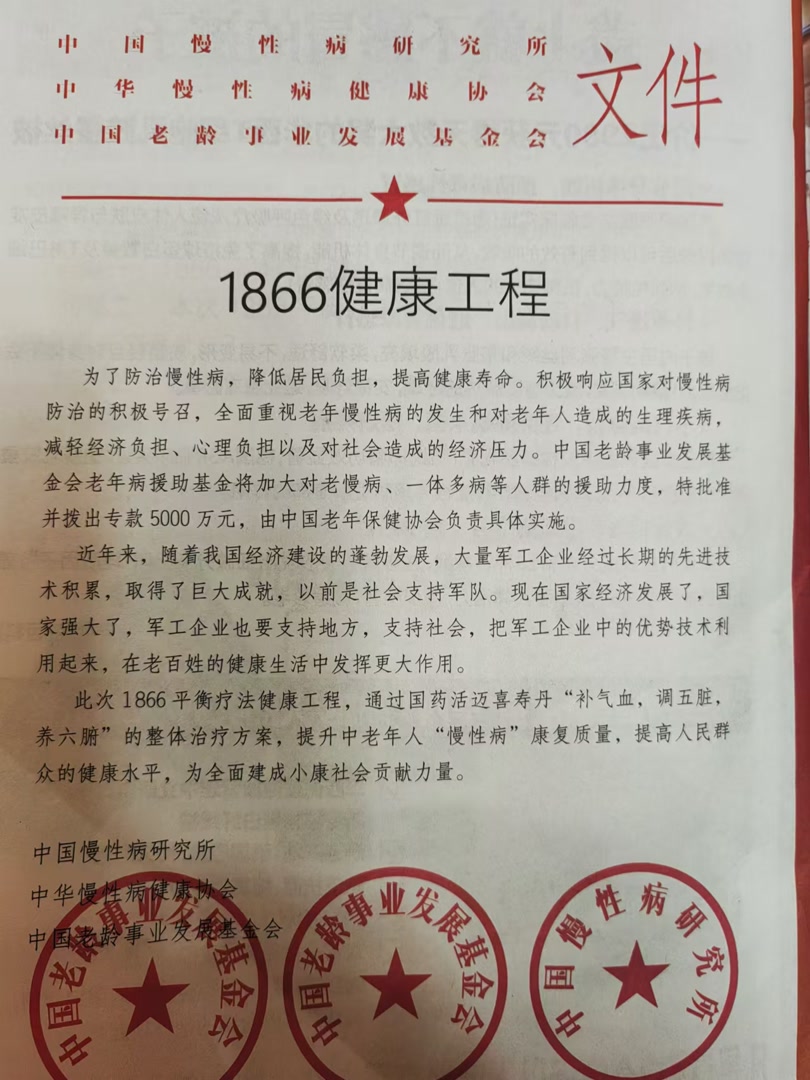 中国慢性病研究所
中华慢性病健康协会
中国老龄事业发展基金会
文件
1866健康工程
为了防治慢性病，降低居民负担，提高健康寿命。积极响应国家对慢性病
防治的积极号召，全面重视老年慢性病的发生和对老年人造成的生理疾病，
减轻经济负担、心理负担以及对社会造成的经济压力。中国老龄事业发展基
金会老年病援助基金将加大对老慢病、一体多病等人群的援助力度，特批准
并拨出专款 5000 万元，由中国老年保健协会负责具体实施。
近年来，随着我国经济建设的蓬勃发展，大量军工企业经过长期的先进技
术积累，取得了巨大成就，以前是社会支持军队。现在国家经济发展了，国
家强大了，军工企业也要支持地方，支持社会，把军工企业中的优势技术利
用起来，在老百姓的健康生活中发挥更大作用。
此次 1866 平衡疗法健康工程，通过国药活迈喜寿丹“补气血，调五脏，
养六腑”的整体治疗方案，提升中老年人“慢性病”康复质量，提高人民群
众的健康水平，为全面建成小康社会贡献力量。
中国慢性病研究所
中华慢性病健康协会
中国老龄事业发展基金会
中国老龄事业发展基金会
中国老龄事业发展基金会
中国慢性病研究所